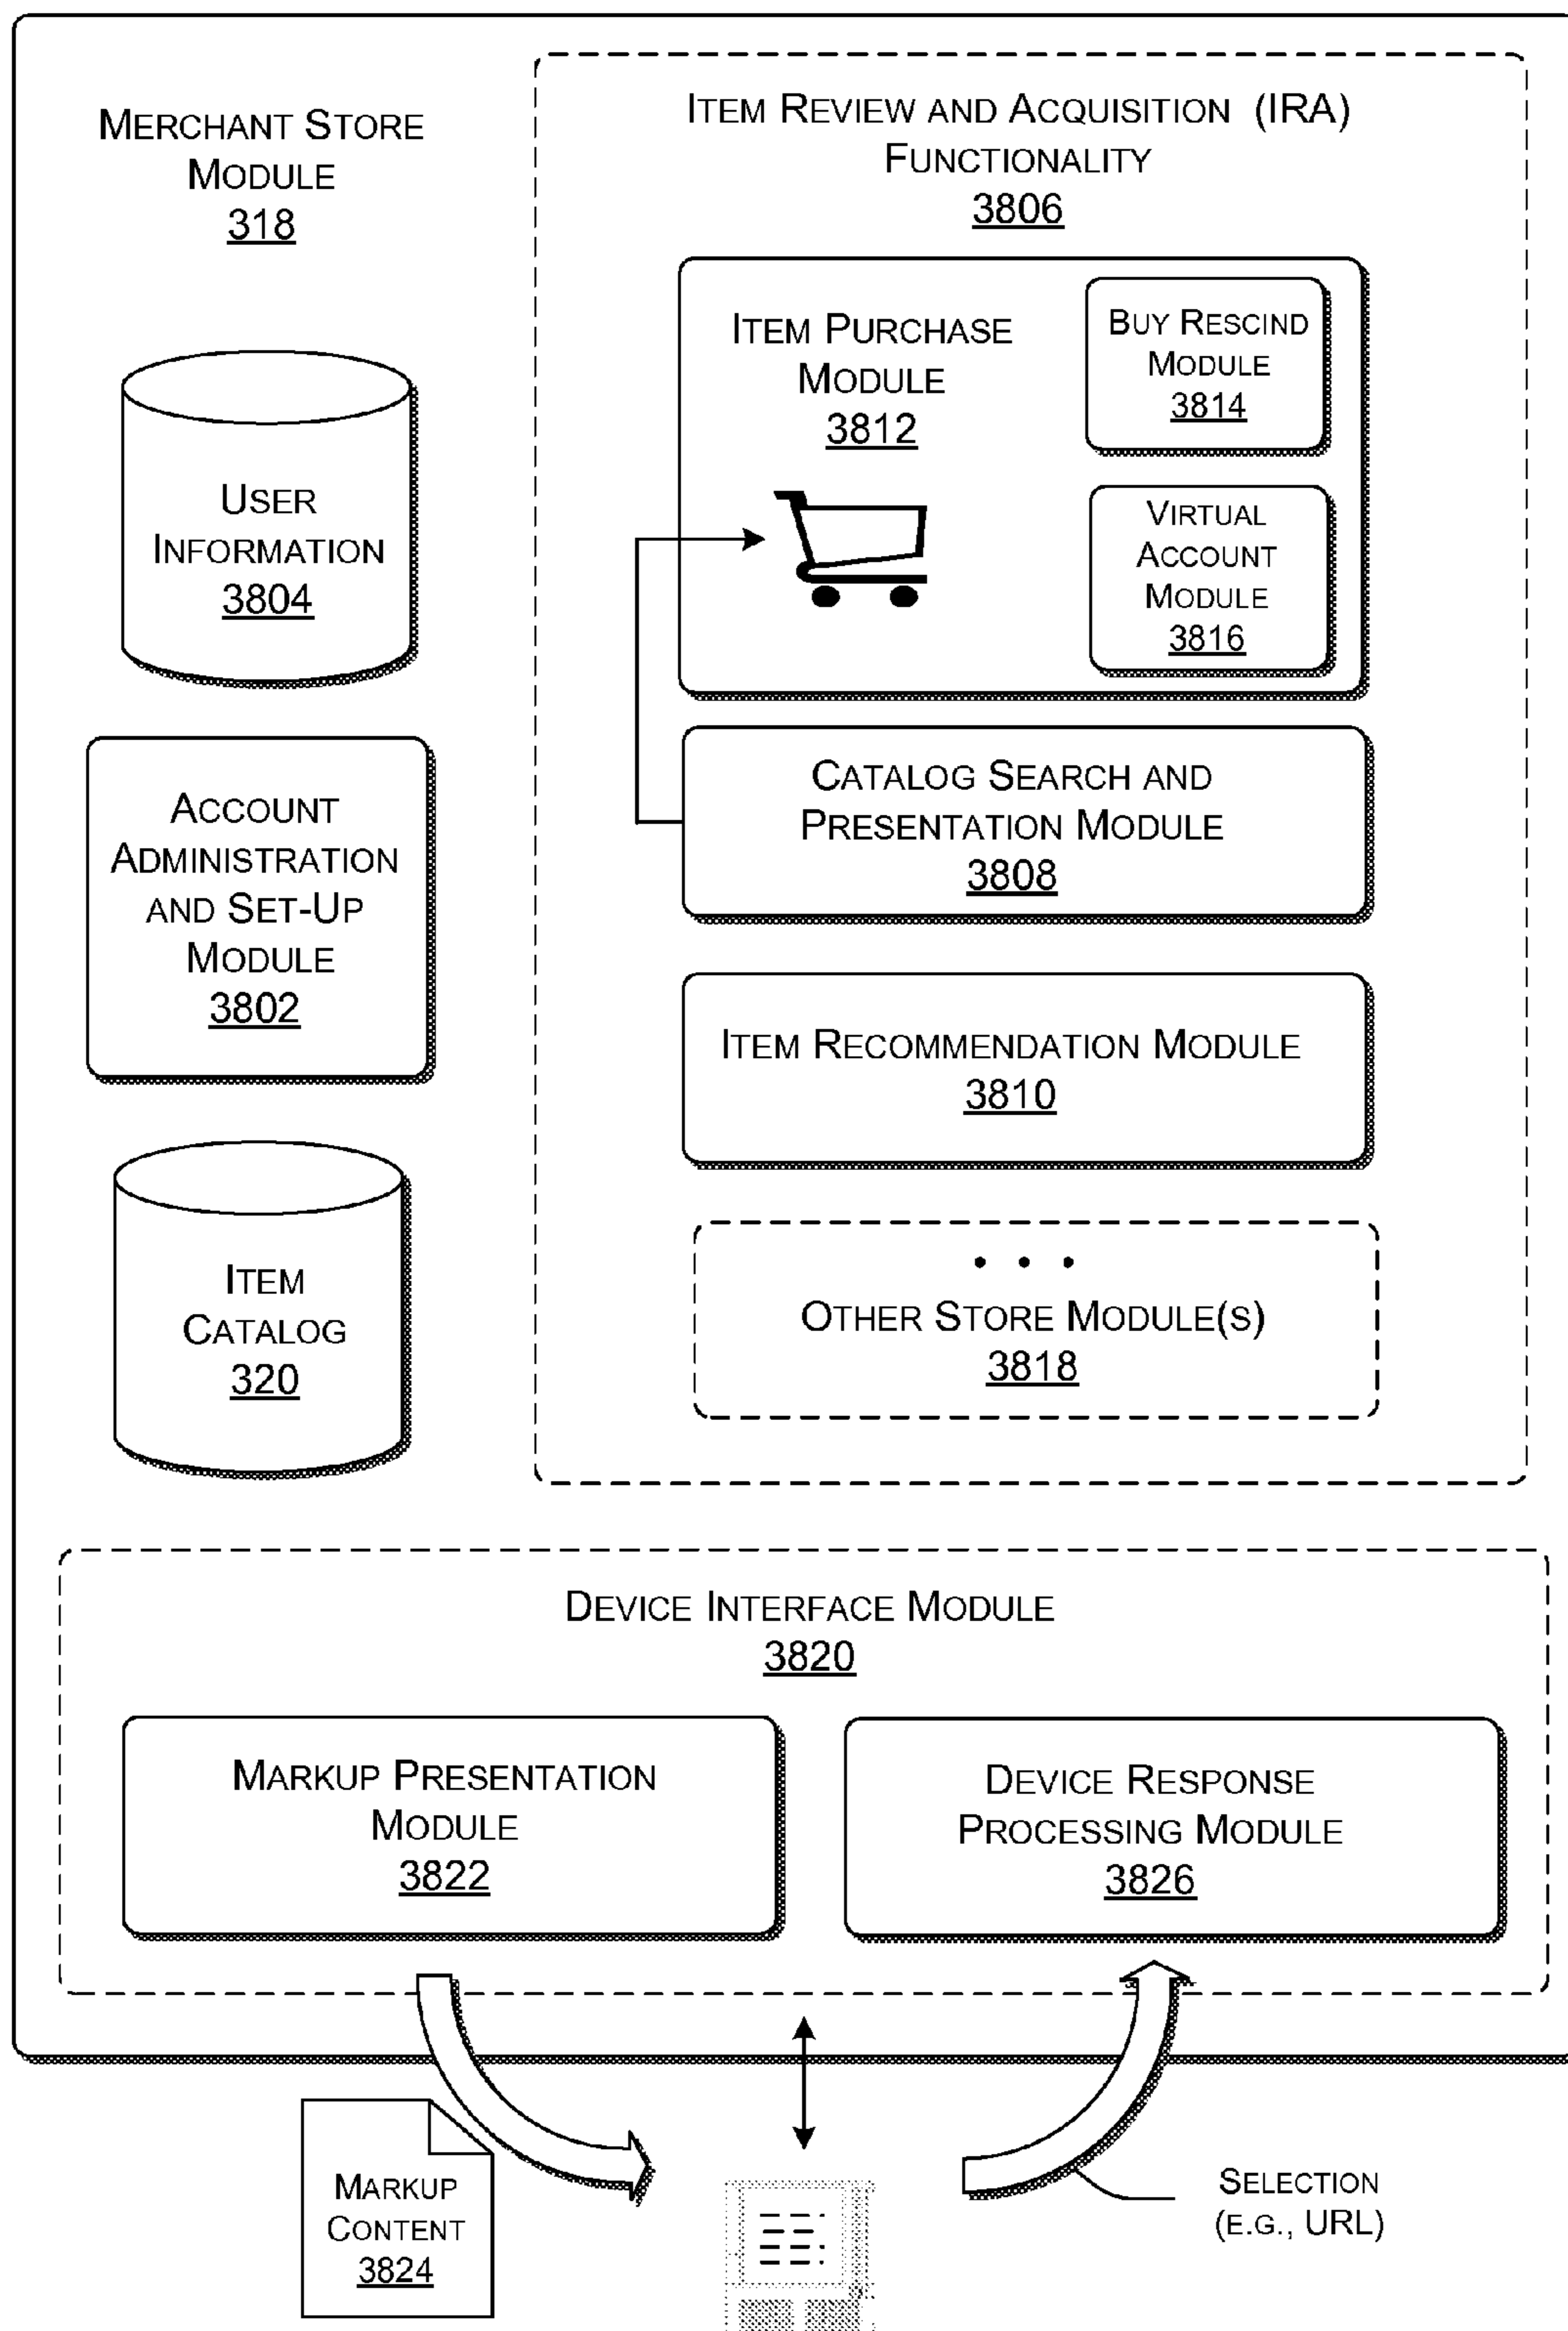 MERCHANT STORE
MODULE
318
USER
INFORMATION
3804
ACCOUNT
ADMINISTRATION
AND SET-UP
MODULE
3802
ITEM
CATALOG
320
ITEM REVIEW AND ACQUISITION (IRA)
FUNCTIONALITY
3806
ITEM PURCHASE
MODULE
3812
BUY RESCIND
MODULE
3814
VIRTUAL
ACCOUNT
MODULE
3816
CATALOG SEARCH AND
PRESENTATION MODULE
3808
ITEM RECOMMENDATION MODULE
3810
• • •
OTHER STORE MODULE(S)
3818
DEVICE INTERFACE MODULE
3820
MARKUP PRESENTATION
MODULE
3822
DEVICE RESPONSE
PROCESSING MODULE
3826
MARKUP
CONTENT
3824
SELECTION
(E.G., URL)